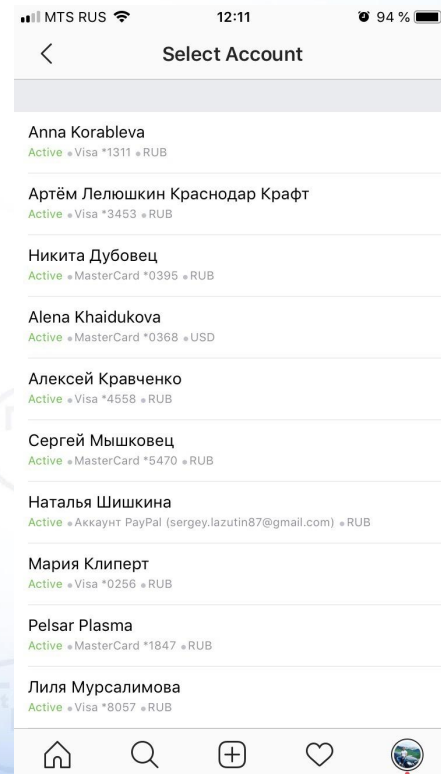 MTS RUS 12:11 94 %
Select Account
Anna Korableva
Active • Visa *1311 • RUB
Артём Лелюшкин Краснодар Крафт
Active • Visa *3453 • RUB
Никита Дубовец
Active • MasterCard *0395 • RUB
Alena Khaidukova
Active • MasterCard *0368 • USD
Алексей Кравченко
Active • Visa *4558 • RUB
Сергей Мышковец
Active • MasterCard *5470 • RUB
Наталья Шишкина
Active • Аккаунт PayPal (sergey.lazutin87@gmail.com) • RUB
Мария Клиперт
Active • Visa *0256 • RUB
Pelsar Plasma
Active • MasterCard *1847 • RUB
Лиля Мурсалимова
Active • Visa *8057 • RUB